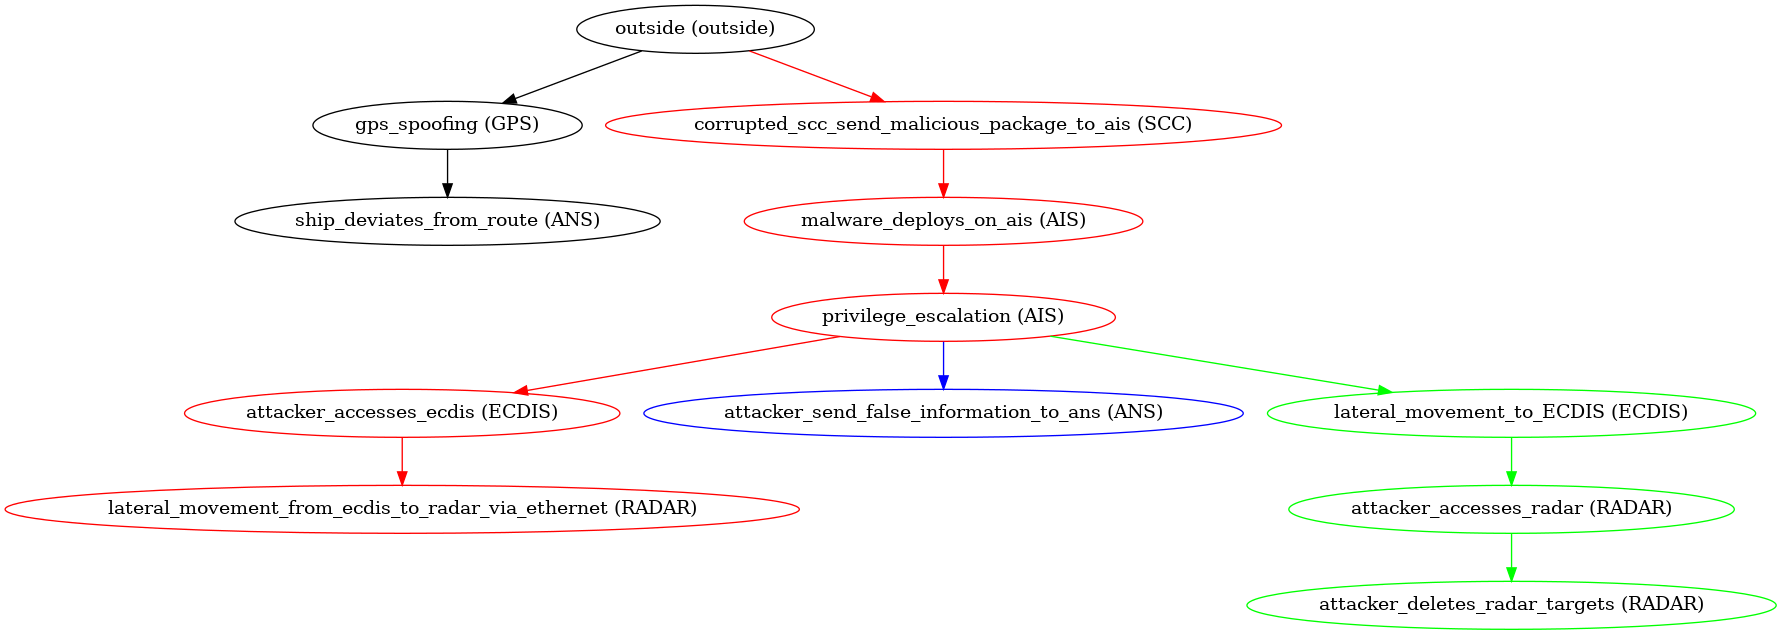 outside (outside)
gps_spoofing (GPS)
corrupted_scc_send_malicious_package_to_ais (SCC)
ship_deviates_from_route (ANS)
malware_deploys_on_ais (AIS)
privilege_escalation (AIS)
attacker_accesses_ecdis (ECDIS)
attacker_send_false_information_to_ans (ANS)
lateral_movement_to_ECDIS (ECDIS)
lateral_movement_from_ecdis_to_radar_via_ethernet (RADAR)
attacker_accesses_radar (RADAR)
attacker_deletes_radar_targets (RADAR)